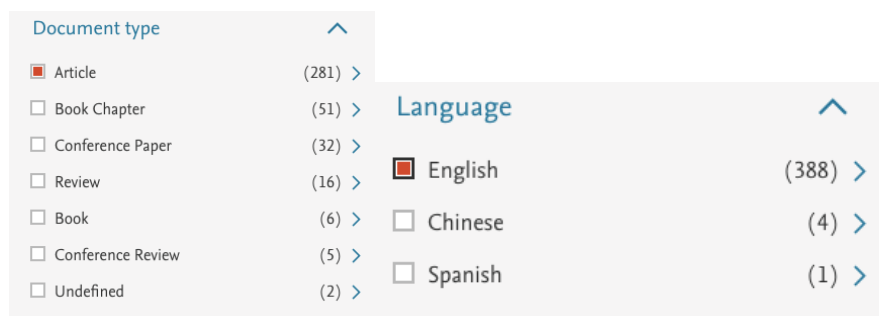 Document type
Article (281)
Book Chapter (51)
Conference Paper (32)
Review (16)
Book (6)
Conference Review (5)
Undefined (2)
Language
English (388)
Chinese (4)
Spanish (1)